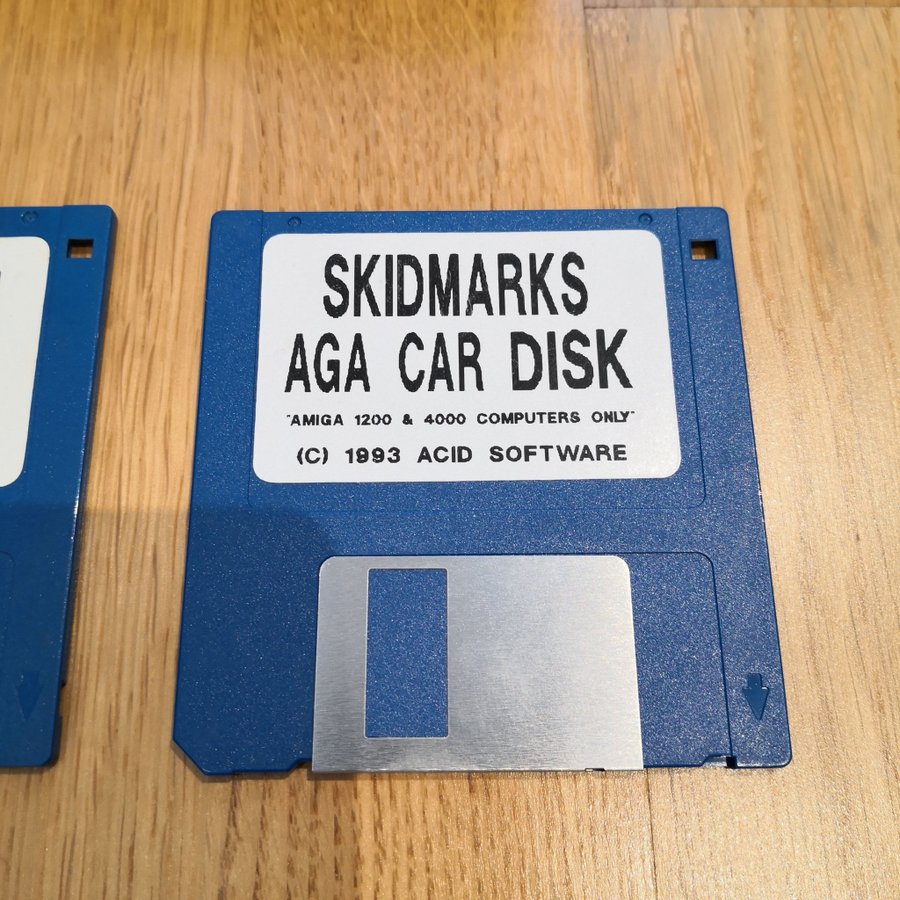 SKIDMARKS
AGA CAR DISK
"AMIGA 1200 & 4000 COMPUTERS ONLY"
(C) 1993 ACID SOFTWARE